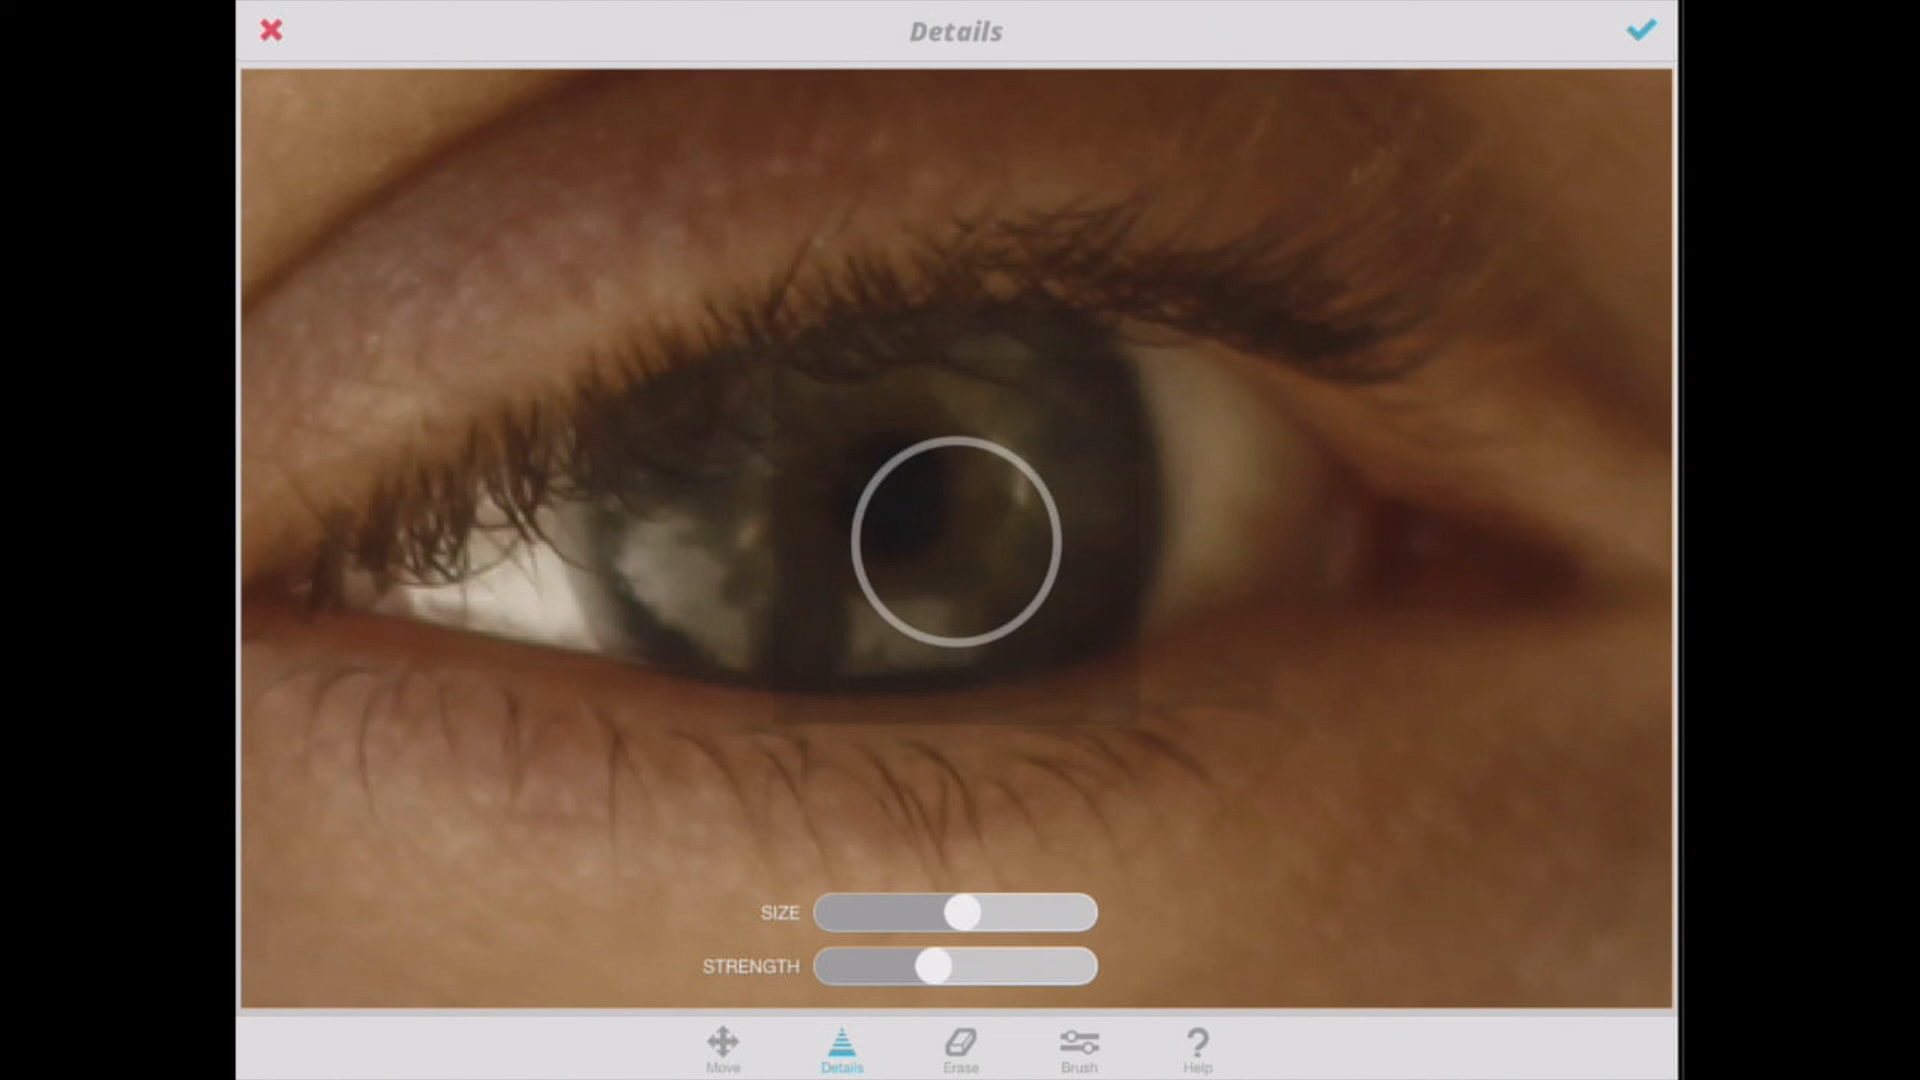 Details
SIZE
STRENGTH
Move
Details
Erase
Brush
Help